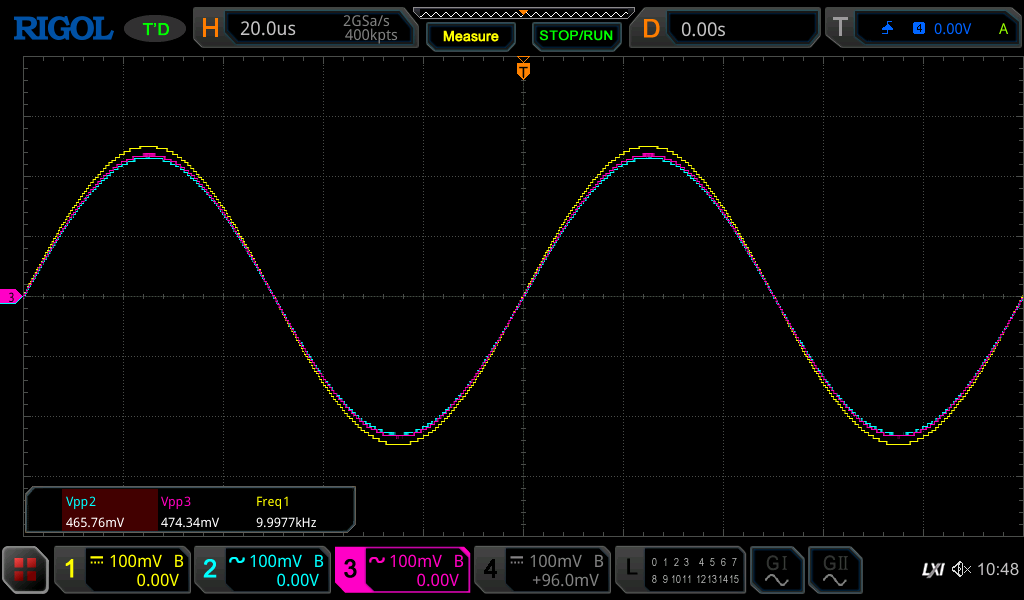 RIGOL T'D H 20.0us 2GSa/s 400kpts Measure STOP/RUN D 0.00s T 4 0.00V A
T
3
Vpp2 Vpp3 Freq1
465.76mV 474.34mV 9.9977kHz
1 100mV B 0.00V 2 100mV B 0.00V 3 100mV B 0.00V 4 100mV B +96.0mV L 0 1 2 3 4 5 6 7 8 9 10 11 12 13 14 15 GI GII LXI 10:48